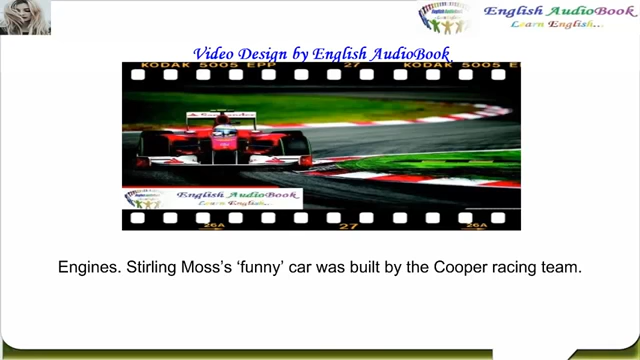 English AudioBook
Learn English...
Video Design by English AudioBook
KODAK 5005 EPP
27
KODAK 5005 E
Santander
English AudioBook
Learn English...
26A
27
26A
Engines. Stirling Moss's ‘funny’ car was built by the Cooper racing team.